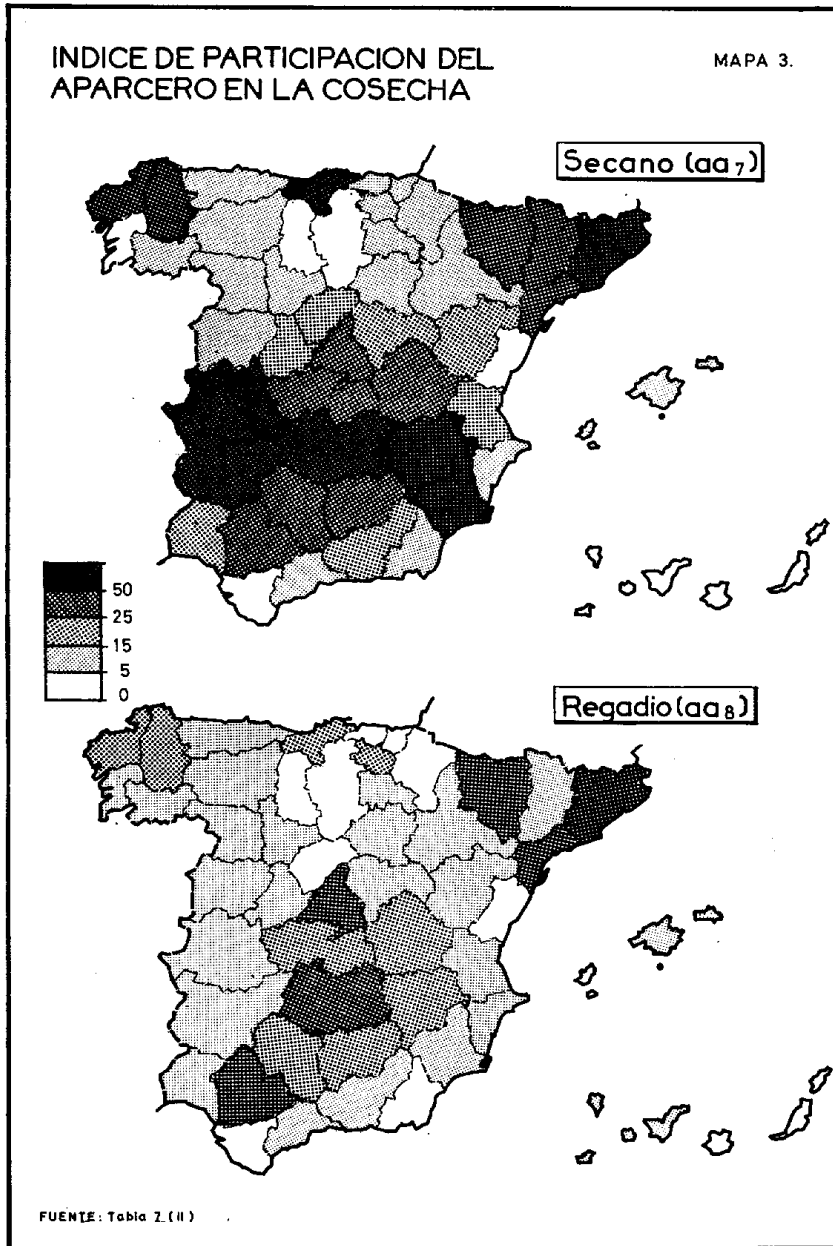 INDICE DE PARTICIPACION DEL
APARCERO EN LA COSECHA
MAPA 3.
Secano (aa7)
50
25
15
5
0
Regadio (aa8)
FUENTE: Tabla 2 (II)